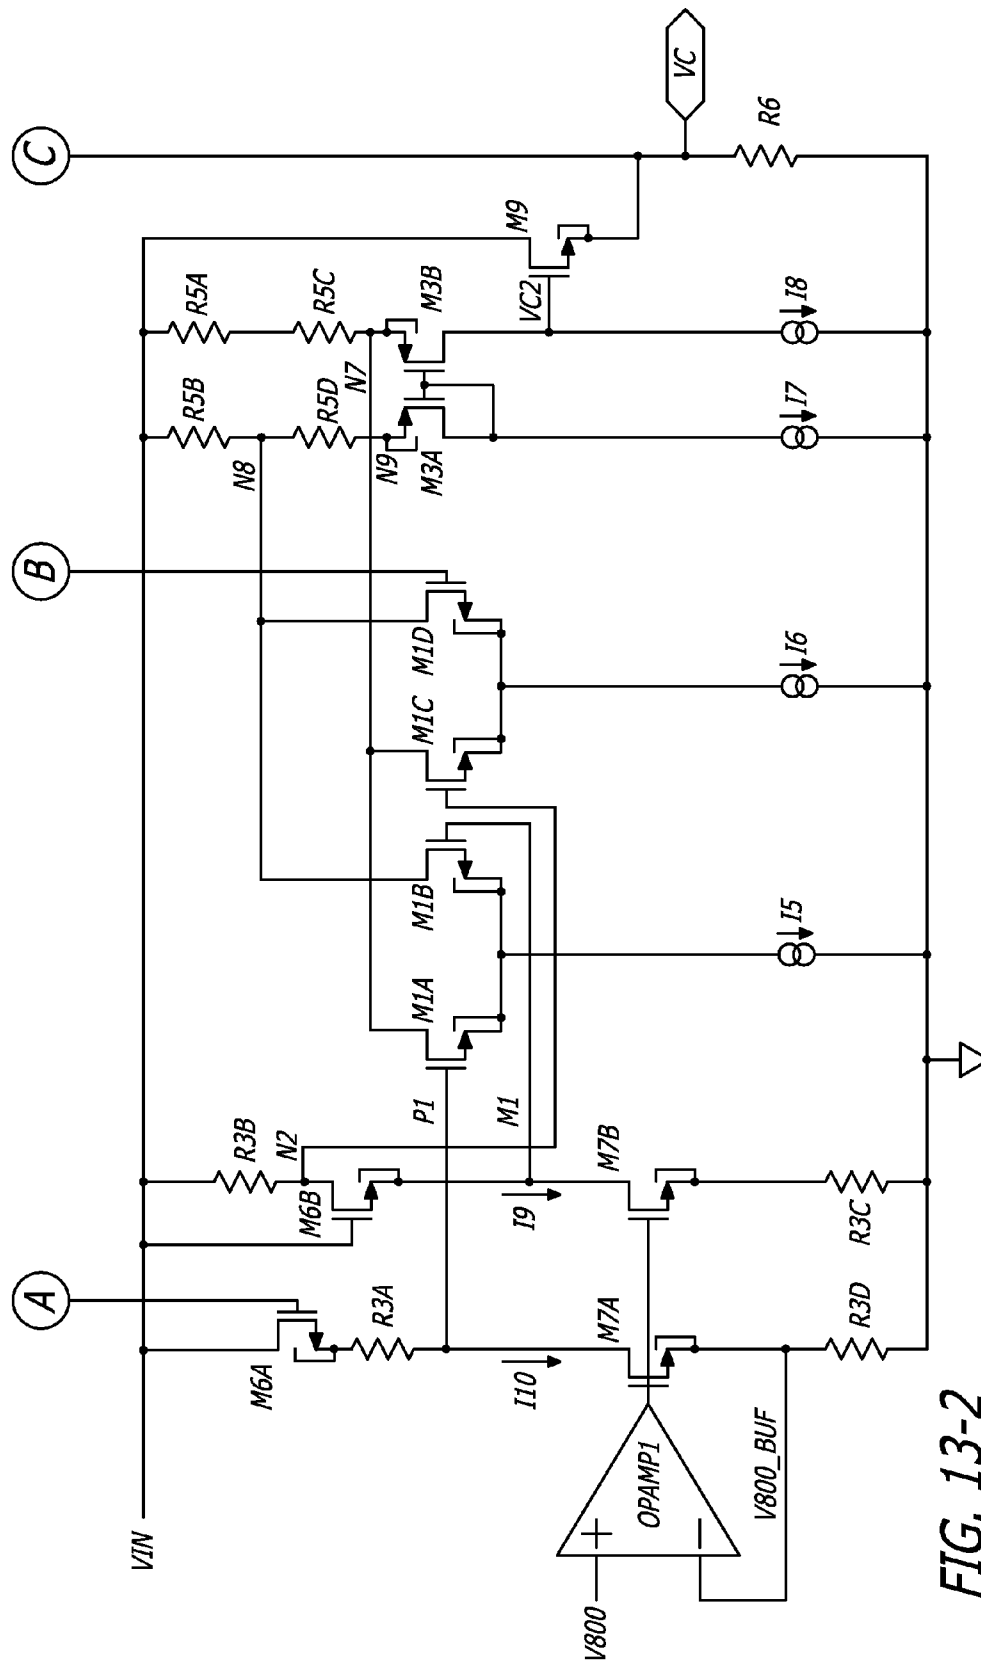 A
B
C
VIN
R3B
R5B
R5A
N2
N8
R5D
R5C
M6A
M6B
R3A
N7
N9
M3A
M3B
M9
VC2
P1
M1A
M1B
M1C
M1D
M1
VC
R6
I10
I9
M7A
M7B
V800
OPAMP1
+
−
V800_BUF
I5
I6
I7
I8
R3D
R3C
FIG. 13-2